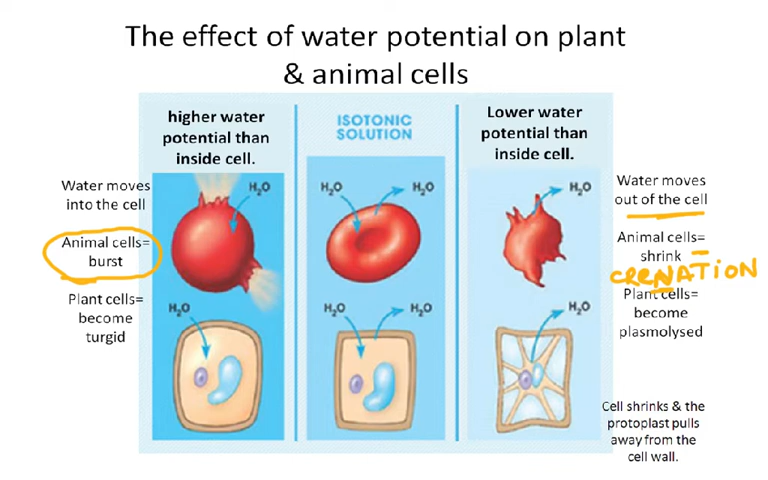 The effect of water potential on plant
& animal cells
higher water
potential than
inside cell.
ISOTONIC
SOLUTION
Lower water
potential than
inside cell.
Water moves
into the cell
Animal cells=
burst
Plant cells=
become
turgid
H₂O
H₂O
H₂O
H₂O
H₂O
H₂O
H₂O
H₂O
Water moves
out of the cell
Animal cells=
shrink
CRENATION
Plant cells=
become
plasmolysed
Cell shrinks & the
protoplast pulls
away from the
cell wall.